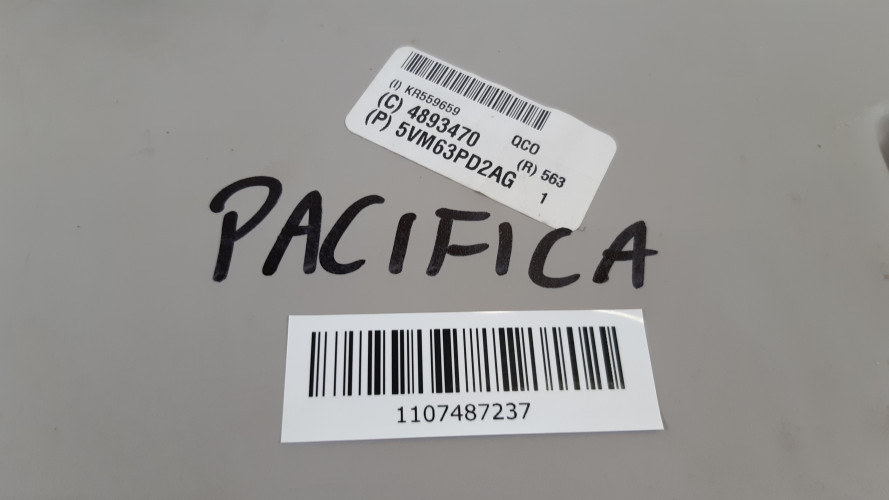 (I) KR559659
(C) 4893470 QCO
(P) 5VM63PD2AG (R) 563
1
PACIFICA
1107487237